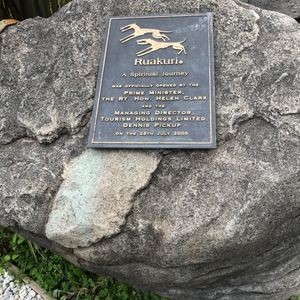 Ruakuri
A Spiritual Journey
was officially opened by the
Prime Minister,
The Rt. Hon. Helen Clark
and the
Managing Director,
Tourism Holdings Limited,
Dennis Pickup
on the 28th July 2005